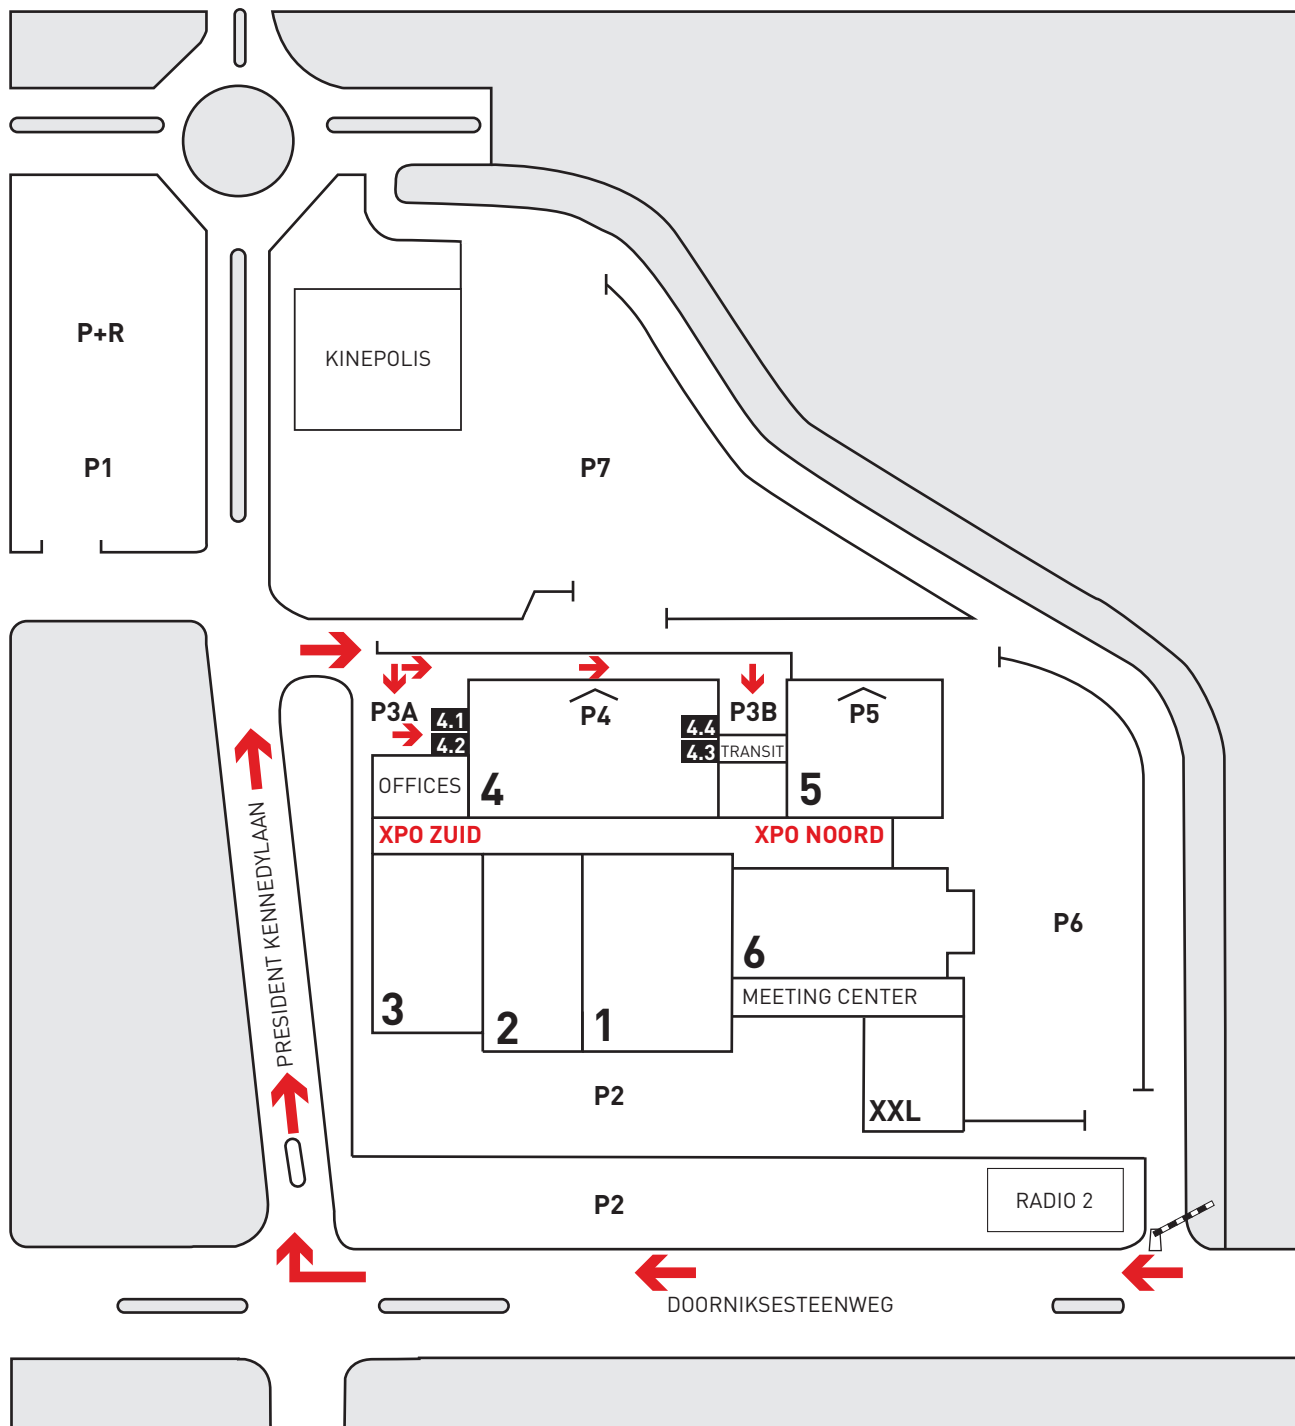 P+R
KINEPOLIS
P1
P7
P3A
4.1
4.2
P4
4.4
4.3
P3B
TRANSIT
P5
OFFICES
4
5
XPO ZUID
XPO NOORD
PRESIDENT KENNEDYLAAN
P6
6
3
2
1
MEETING CENTER
P2
XXL
P2
RADIO 2
DOORNIKSESTEENWEG